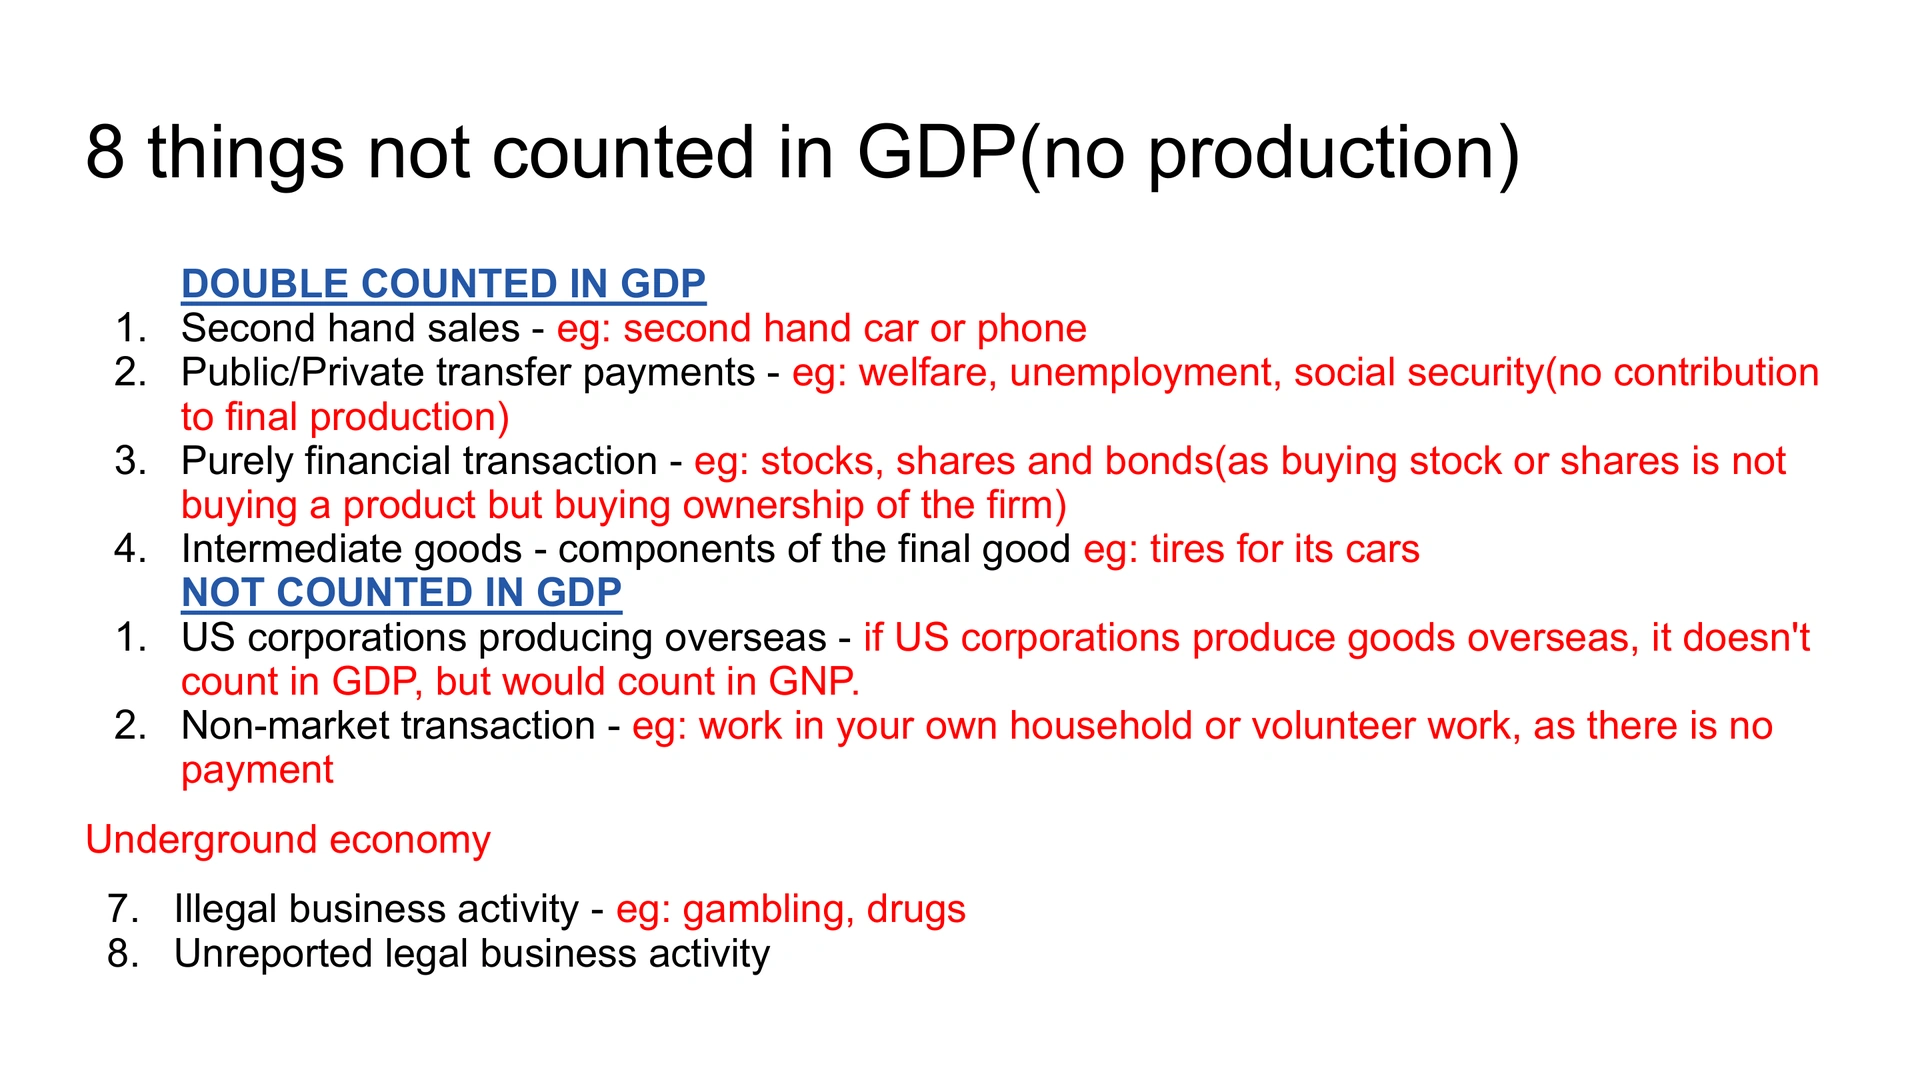 8 things not counted in GDP(no production)
DOUBLE COUNTED IN GDP
1. Second hand sales - eg: second hand car or phone
2. Public/Private transfer payments - eg: welfare, unemployment, social security(no contribution
to final production)
3. Purely financial transaction - eg: stocks, shares and bonds(as buying stock or shares is not
buying a product but buying ownership of the firm)
4. Intermediate goods - components of the final good eg: tires for its cars
NOT COUNTED IN GDP
1. US corporations producing overseas - if US corporations produce goods overseas, it doesn't
count in GDP, but would count in GNP.
2. Non-market transaction - eg: work in your own household or volunteer work, as there is no
payment
Underground economy
7. Illegal business activity - eg: gambling, drugs
8. Unreported legal business activity